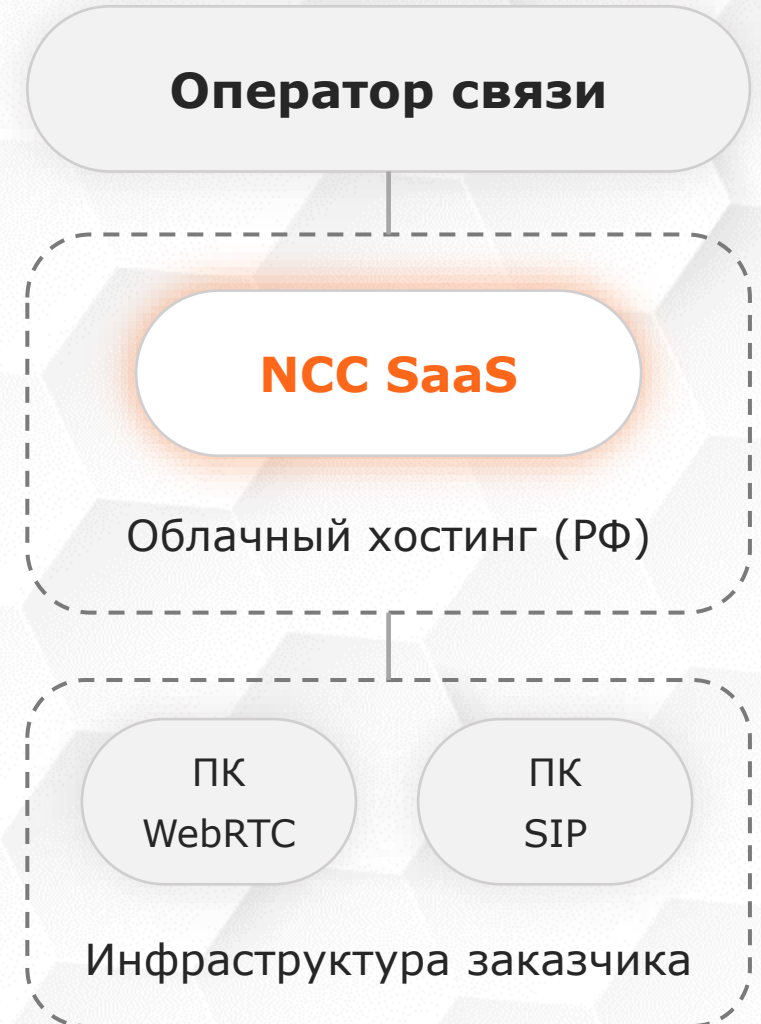 Оператор связи
NCC SaaS
Облачный хостинг (РФ)
ПК
WebRTC
ПК
SIP
Инфраструктура заказчика